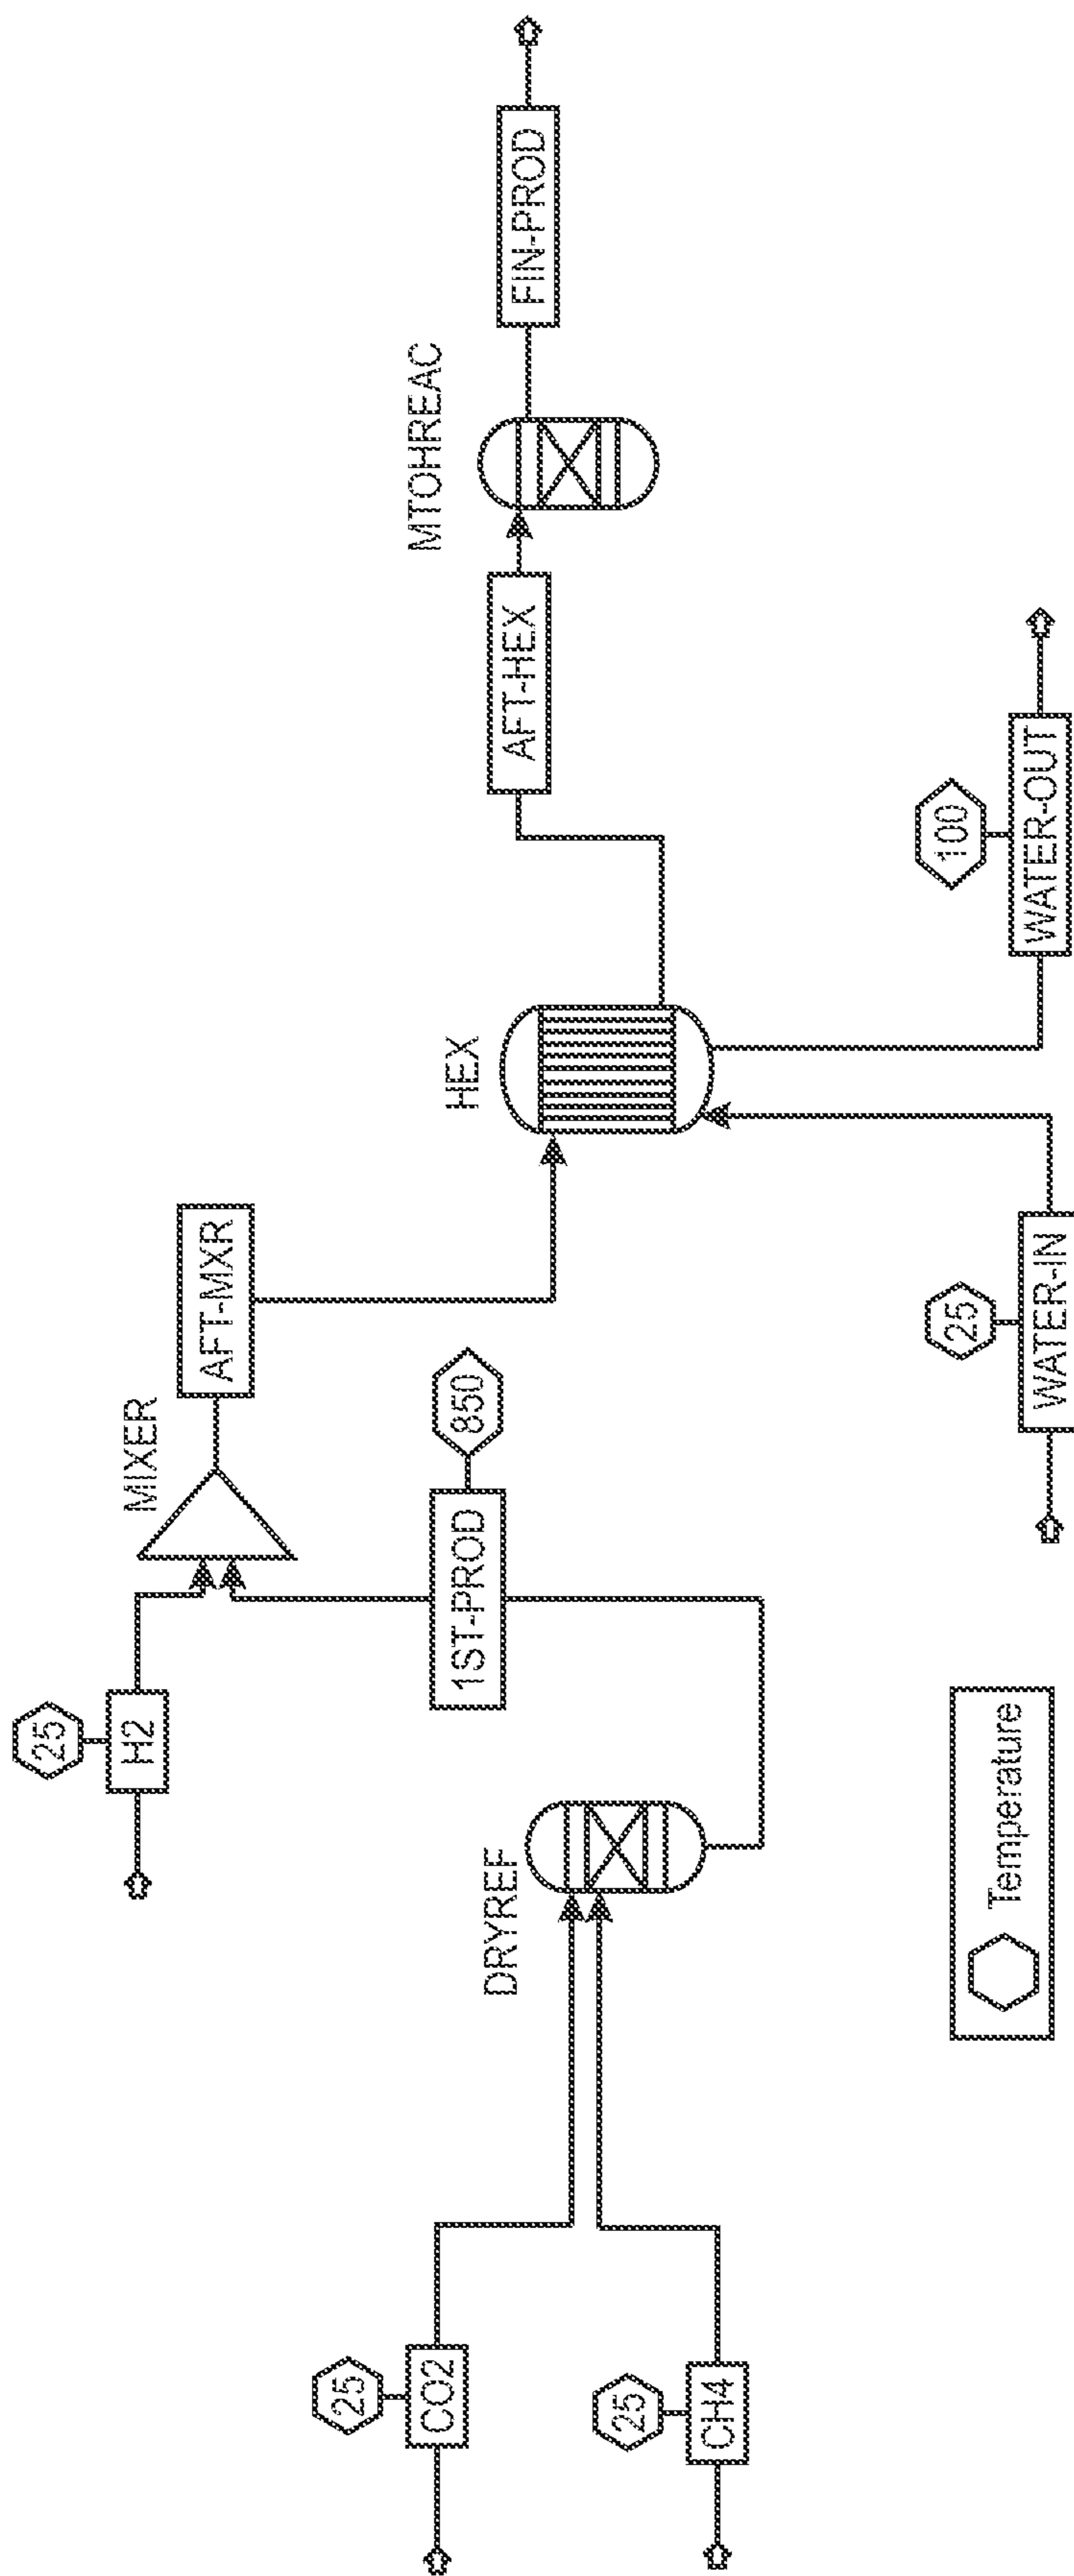 25
CO2
25
CH4
DRYREF
25
H2
1ST-PROD
850
MIXER
AFT-MXR
HEX
25
WATER-IN
100
WATER-OUT
AFT-HEX
MTOHREAC
FIN-PROD
Temperature